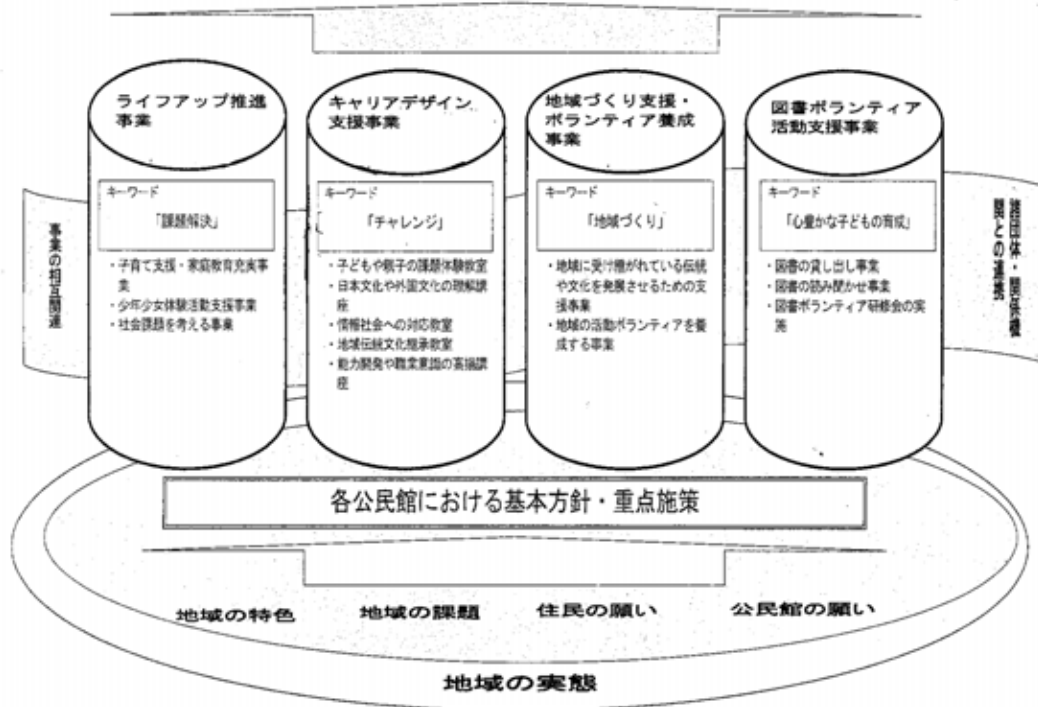 ライフアップ推進
事業
キーワード
「課題解決」
・子育て支援・家庭教育充実事
業
・少年少女体験活動支援事業
・社会課題を考える事業
キャリアデザイン
支援事業
キーワード
「チャレンジ」
・子どもや親子の課題体験教室
・日本文化や外国文化の理解講
座
・情報社会への対応教室
・地域伝統文化継承教室
・能力開発や職業意識の高揚講
座
地域づくり支援・
ボランティア養成
事業
キーワード
「地域づくり」
・地域に受け継がれている伝統
や文化を発展させるための支
援事業
・地域の活動ボランティアを養
成する事業
図書ボランティア
活動支援事業
キーワード
「心豊かな子どもの育成」
・図書の貸し出し事業
・図書の読み聞かせ事業
・図書ボランティア研修会の実
施
事業の相互関連
諸団体・関係機
関との連携
各公民館における基本方針・重点施策
地域の特色
地域の課題
住民の願い
公民館の願い
地域の実態